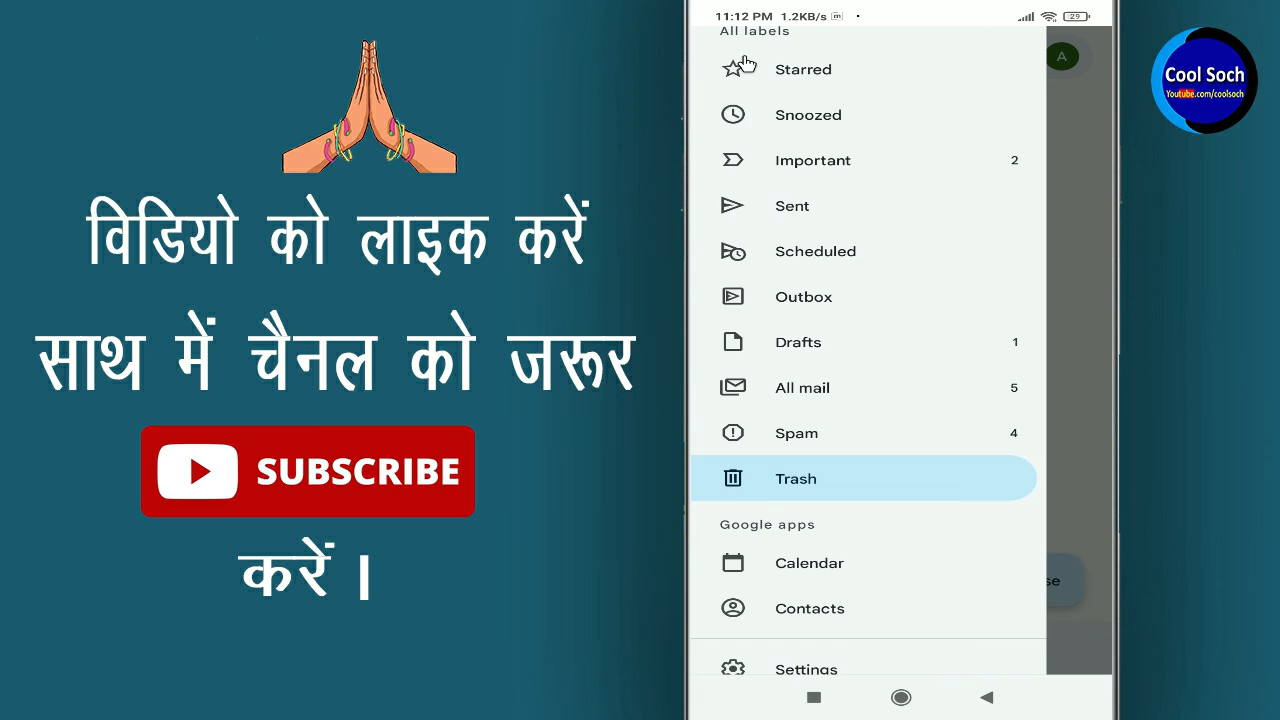 विडियो को लाइक करें
साथ में चैनल को जरूर
SUBSCRIBE
करें।
11:12 PM 1.2KB/s
29
All labels
Starred
Snoozed
Important 2
Sent
Scheduled
Outbox
Drafts 1
All mail 5
Spam 4
Trash
Google apps
Calendar
Contacts
Settings
A
se
Cool Soch
Youtube.com/coolsoch